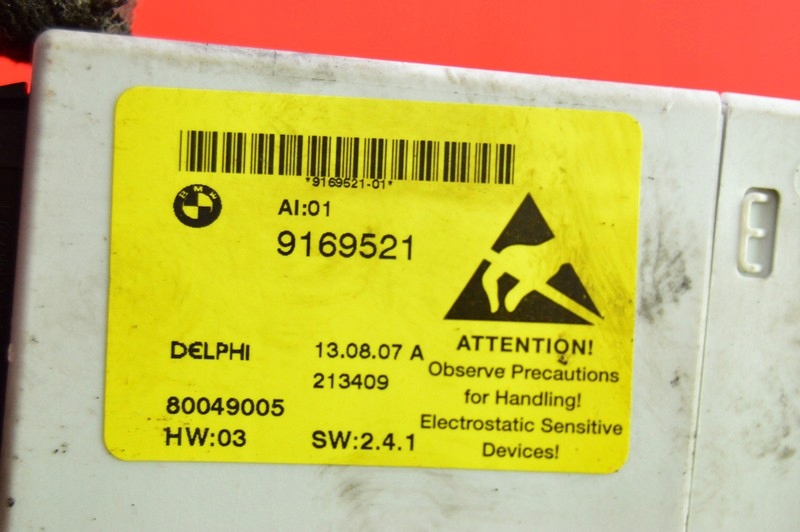 *9169521-01*
BMW
AI:01
9169521
DELPHI
13.08.07 A
213409
80049005
HW:03
SW:2.4.1
ATTENTION!
Observe Precautions
for Handling!
Electrostatic Sensitive
Devices!
E